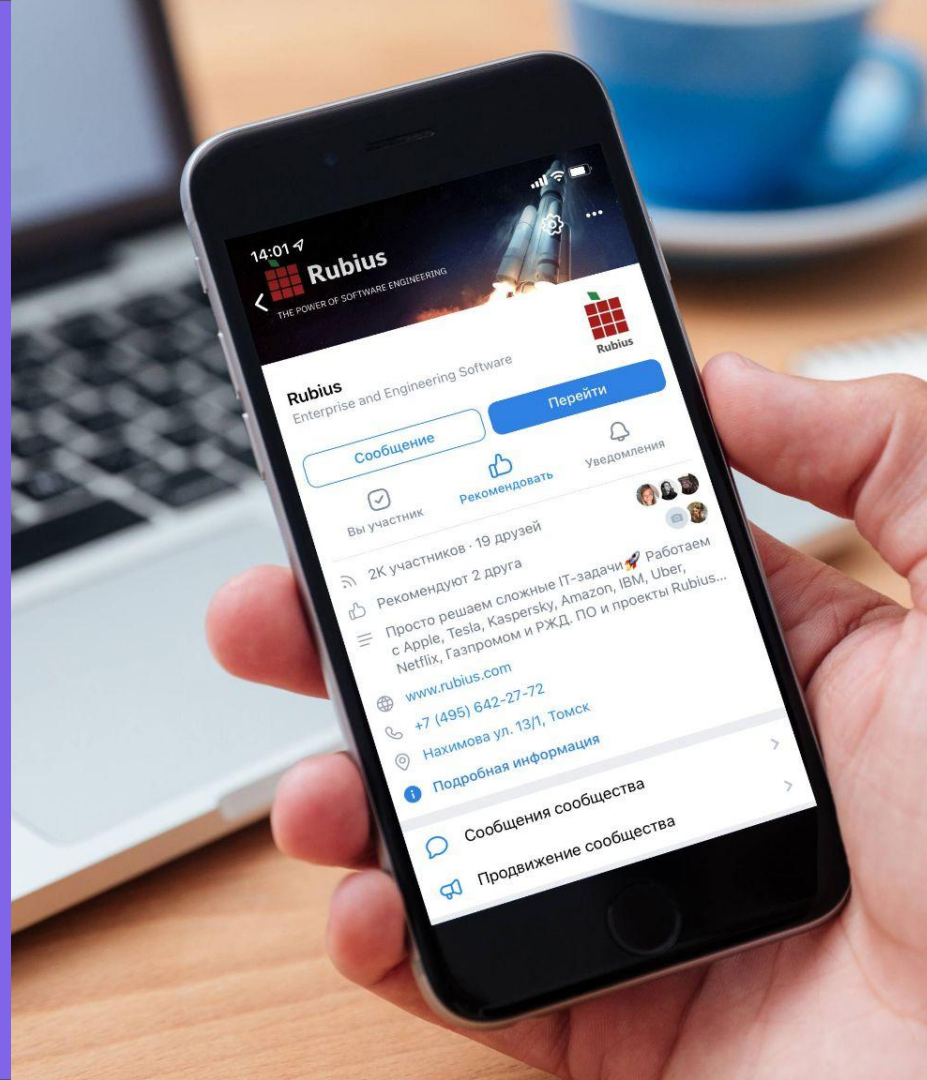 14:01
Rubius
THE POWER OF SOFTWARE ENGINEERING
Rubius
Rubius
Enterprise and Engineering Software
Сообщение
Перейти
Вы участник
Рекомендовать
Уведомления
2K участников · 19 друзей
Рекомендуют 2 друга
Просто решаем сложные IT-задачи🚀 Работаем
с Apple, Tesla, Kaspersky, Amazon, IBM, Uber,
Netflix, Газпромом и РЖД. ПО и проекты Rubius...
www.rubius.com
+7 (495) 642-27-72
Нахимова ул. 13/1, Томск
Подробная информация
Сообщения сообщества
Продвижение сообщества